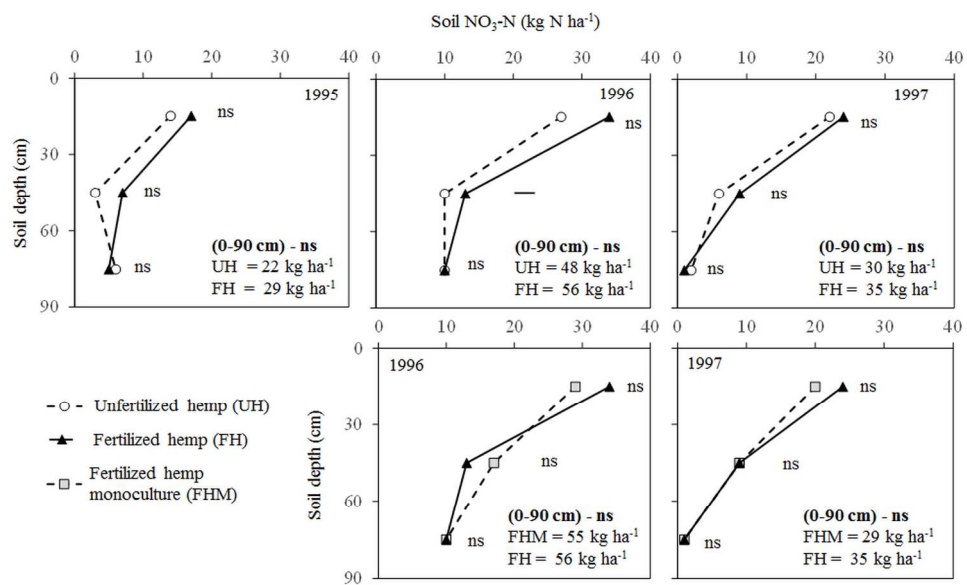 Soil NO₃-N (kg N ha⁻¹)
0 10 20 30 40
0 10 20 30 40
0 10 20 30 40
0
30
60
90
Soil depth (cm)
1995
ns
ns
ns
(0-90 cm) - ns
UH = 22 kg ha⁻¹
FH = 29 kg ha⁻¹
1996
ns
ns
(0-90 cm) - ns
UH = 48 kg ha⁻¹
FH = 56 kg ha⁻¹
1997
ns
ns
ns
(0-90 cm) - ns
UH = 30 kg ha⁻¹
FH = 35 kg ha⁻¹
Unfertilized hemp (UH)
Fertilized hemp (FH)
Fertilized hemp
monoculture (FHM)
0 10 20 30 40
0 10 20 30 40
0
30
60
90
Soil depth (cm)
1996
ns
ns
ns
(0-90 cm) - ns
FHM = 55 kg ha⁻¹
FH = 56 kg ha⁻¹
1997
ns
ns
ns
(0-90 cm) - ns
FHM = 29 kg ha⁻¹
FH = 35 kg ha⁻¹